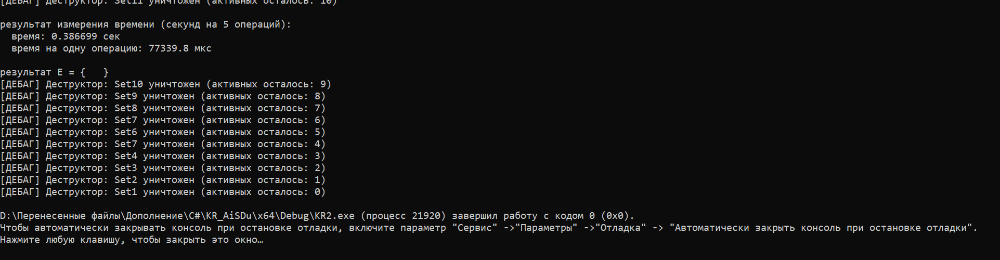 [ДЕБАГ] Деструктор: Set11 уничтожен (активных осталось: 10)
результат измерения времени (секунд на 5 операций):
время: 0.386699 сек
время на одну операцию: 77339.8 мкс
результат E = {   }
[ДЕБАГ] Деструктор: Set10 уничтожен (активных осталось: 9)
[ДЕБАГ] Деструктор: Set9 уничтожен (активных осталось: 8)
[ДЕБАГ] Деструктор: Set8 уничтожен (активных осталось: 7)
[ДЕБАГ] Деструктор: Set7 уничтожен (активных осталось: 6)
[ДЕБАГ] Деструктор: Set6 уничтожен (активных осталось: 5)
[ДЕБАГ] Деструктор: Set7 уничтожен (активных осталось: 4)
[ДЕБАГ] Деструктор: Set4 уничтожен (активных осталось: 3)
[ДЕБАГ] Деструктор: Set3 уничтожен (активных осталось: 2)
[ДЕБАГ] Деструктор: Set2 уничтожен (активных осталось: 1)
[ДЕБАГ] Деструктор: Set1 уничтожен (активных осталось: 0)
D:\Перенесенные файлы\Дополнение\C#\KR_AiSDu\x64\Debug\KR2.exe (процесс 21920) завершил работу с кодом 0 (0x0).
Чтобы автоматически закрывать консоль при остановке отладки, включите параметр "Сервис" ->"Параметры" ->"Отладка" -> "Автоматически закрыть консоль при остановке отладки".
Нажмите любую клавишу, чтобы закрыть это окно…